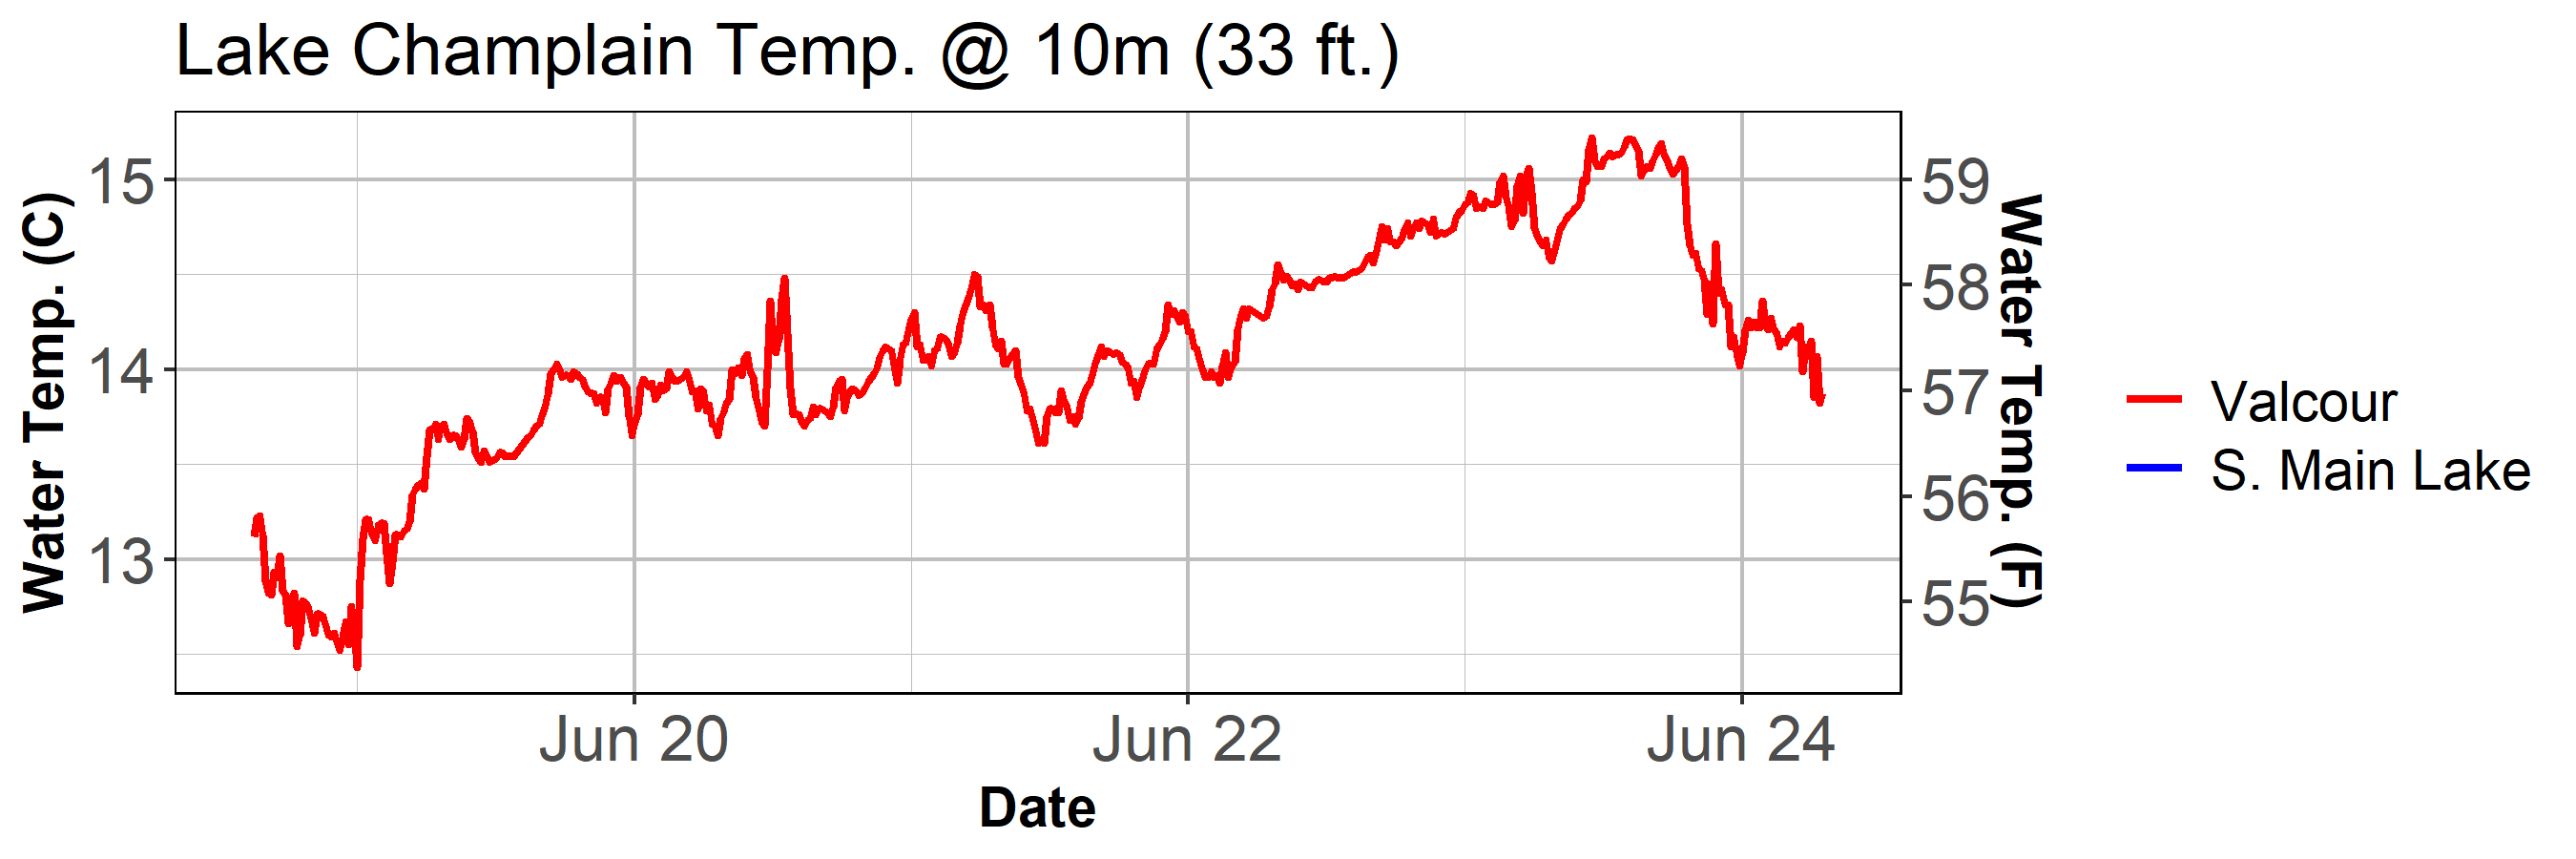 Lake Champlain Temp. @ 10m (33 ft.)
Water Temp. (C)
15
14
13
59
58
57
56
55
Water Temp. (F)
Jun 20
Jun 22
Jun 24
Date
Valcour
S. Main Lake